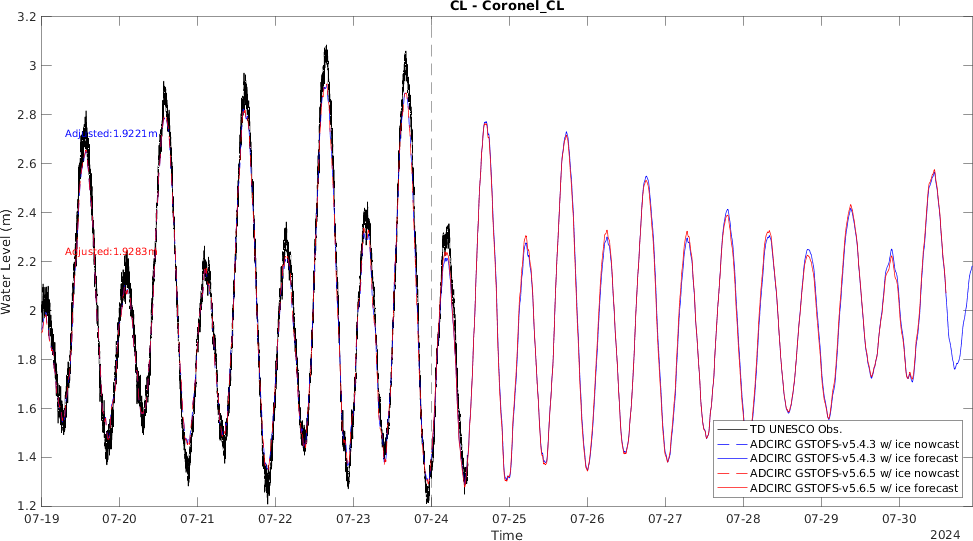 CL - Coronel_CL
3.2
3
2.8
2.6
2.4
2.2
2
1.8
1.6
1.4
1.2
Water Level (m)
Adjusted:1.9221m
Adjusted:1.9283m
TD UNESCO Obs.
ADCIRC GSTOFS-v5.4.3 w/ ice nowcast
ADCIRC GSTOFS-v5.4.3 w/ ice forecast
ADCIRC GSTOFS-v5.6.5 w/ ice nowcast
ADCIRC GSTOFS-v5.6.5 w/ ice forecast
07-19 07-20 07-21 07-22 07-23 07-24 07-25 07-26 07-27 07-28 07-29 07-30
Time
2024